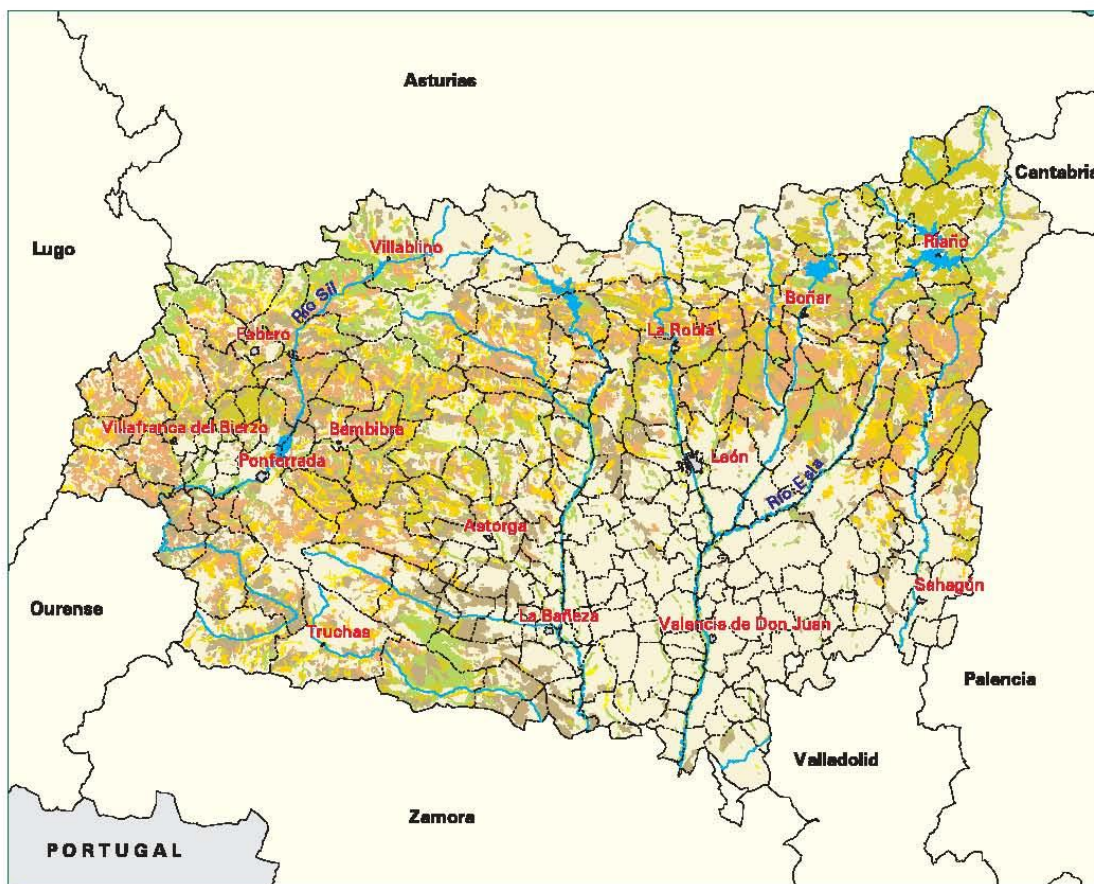 Asturias
Cantabria
Lugo
Riaño
Villablino
Río Sil
Boñar
La Robla
Fabero
Villafranca del Bierzo
Bembibre
Ponferrada
León
Río Esla
Astorga
Sahagún
Ourense
La Bañeza
Valencia de Don Juan
Truchas
Palencia
Valladolid
Zamora
PORTUGAL